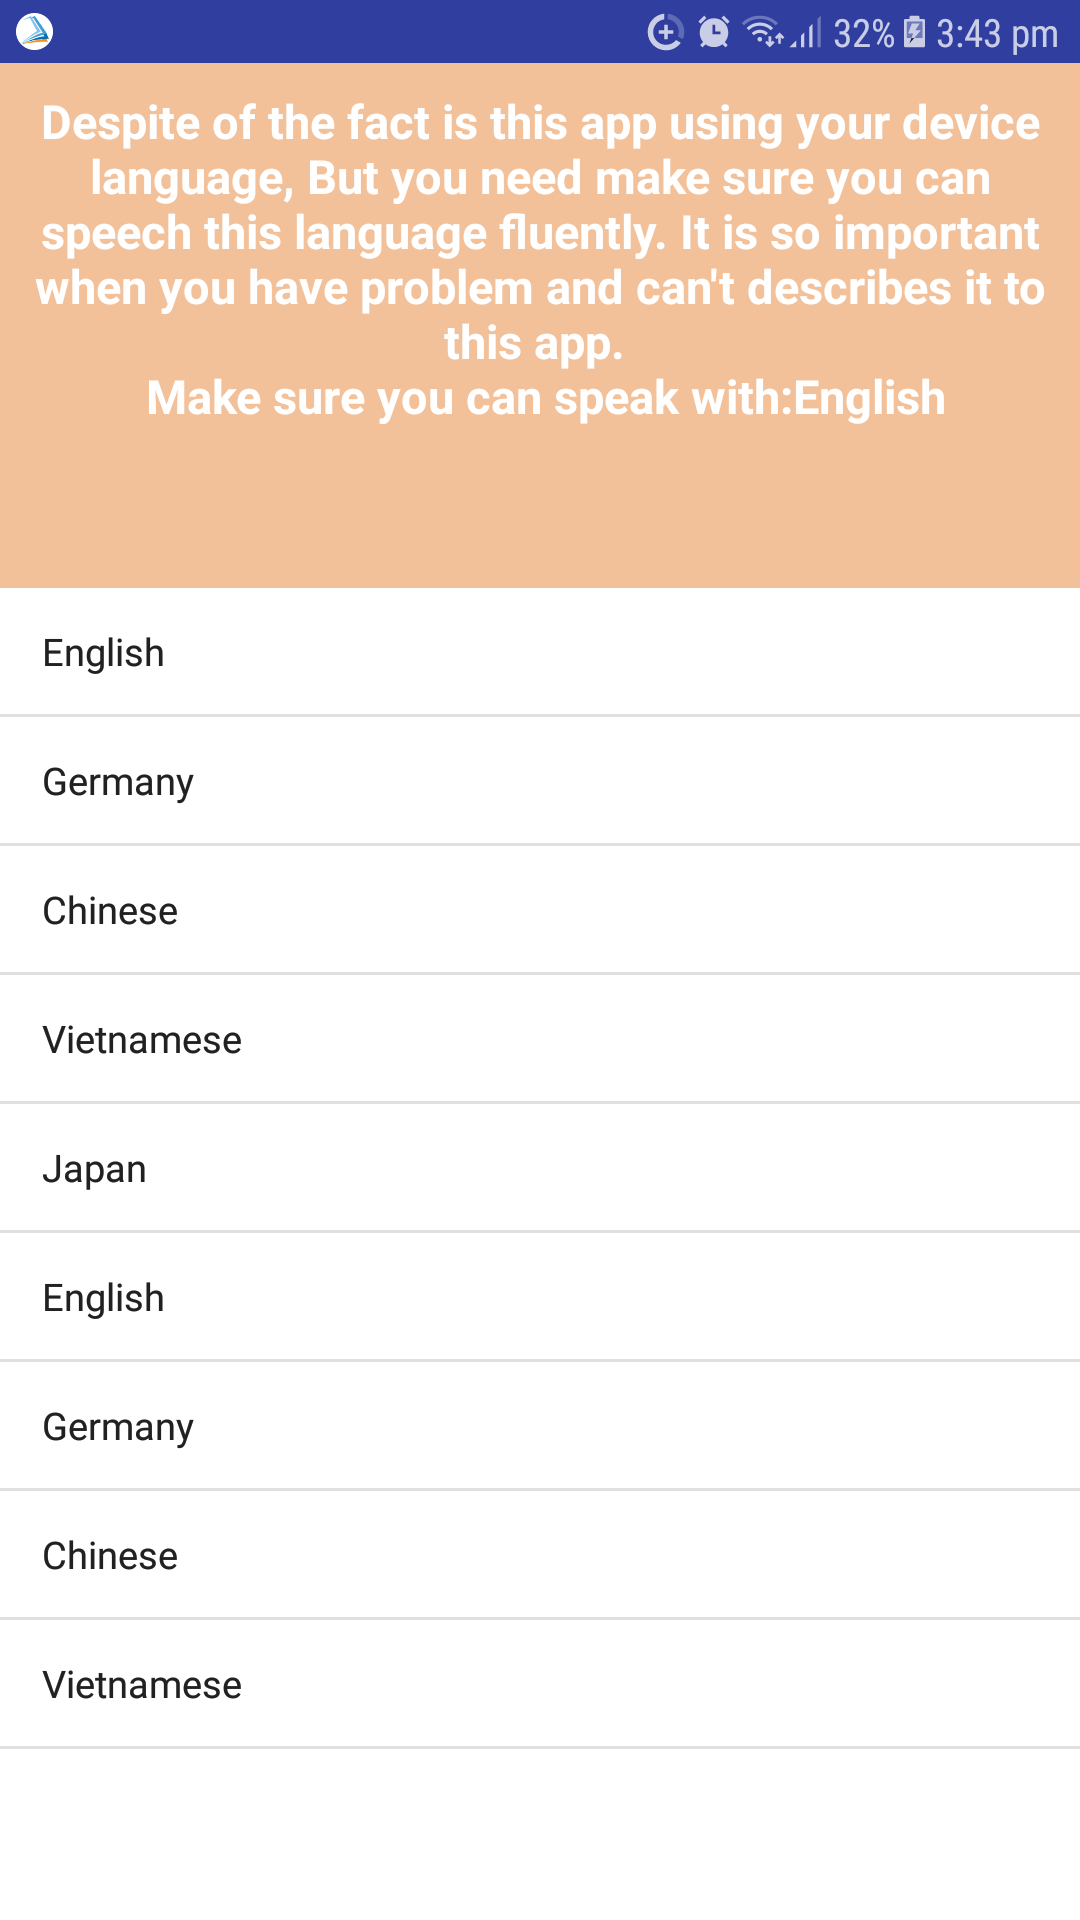 32% 3:43 pm
Despite of the fact is this app using your device
language, But you need make sure you can
speech this language fluently. It is so important
when you have problem and can't describes it to
this app.
Make sure you can speak with:English
English
Germany
Chinese
Vietnamese
Japan
English
Germany
Chinese
Vietnamese